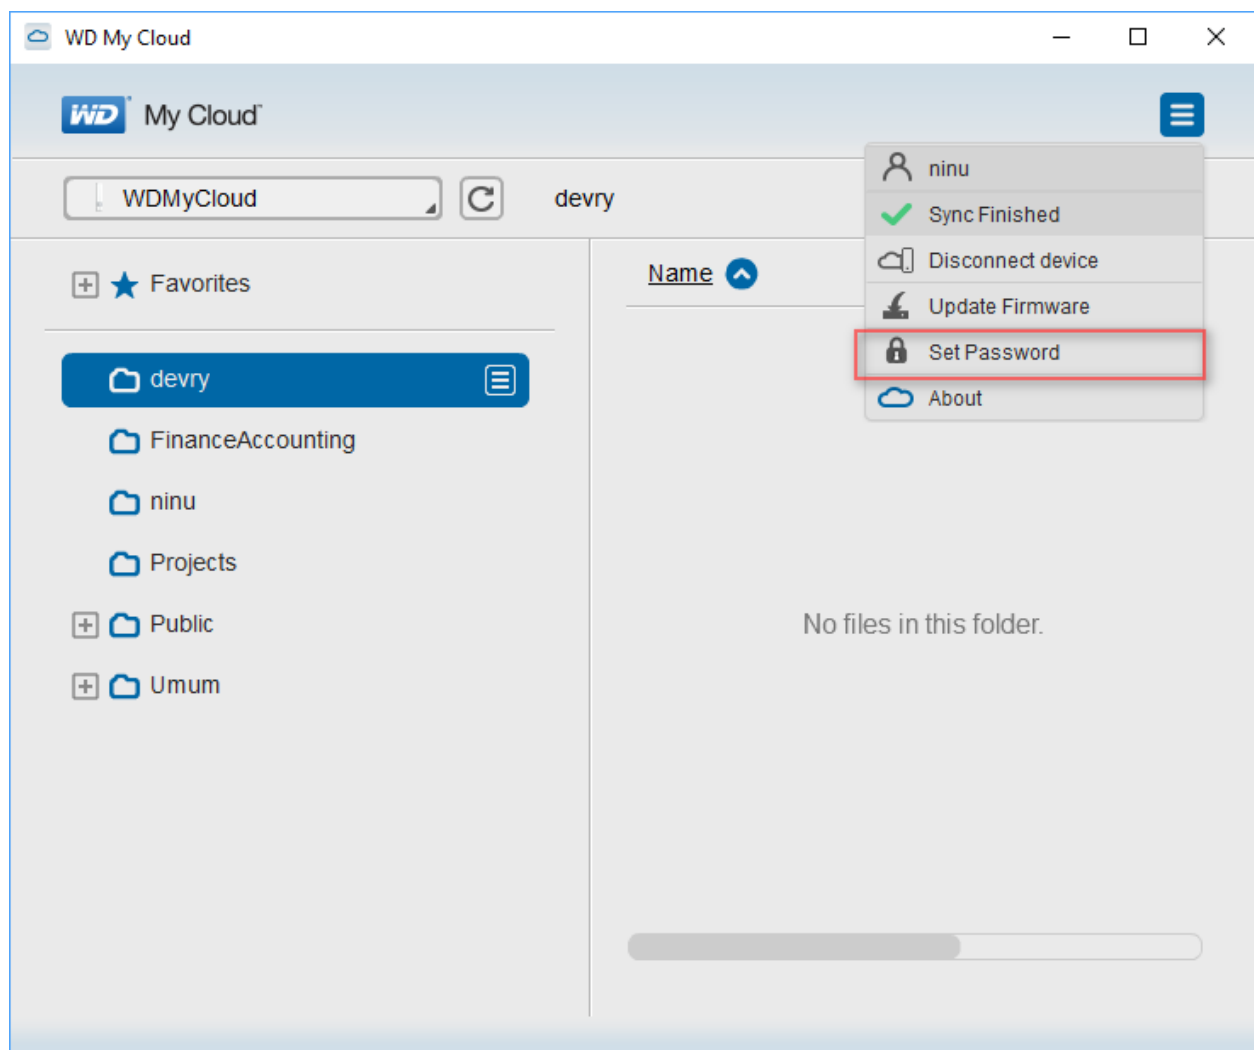 WD My Cloud
WD My Cloud
WDMyCloud
devry
ninu
Sync Finished
Disconnect device
Update Firmware
Set Password
About
Favorites
devry
FinanceAccounting
ninu
Projects
Public
Umum
Name
No files in this folder.